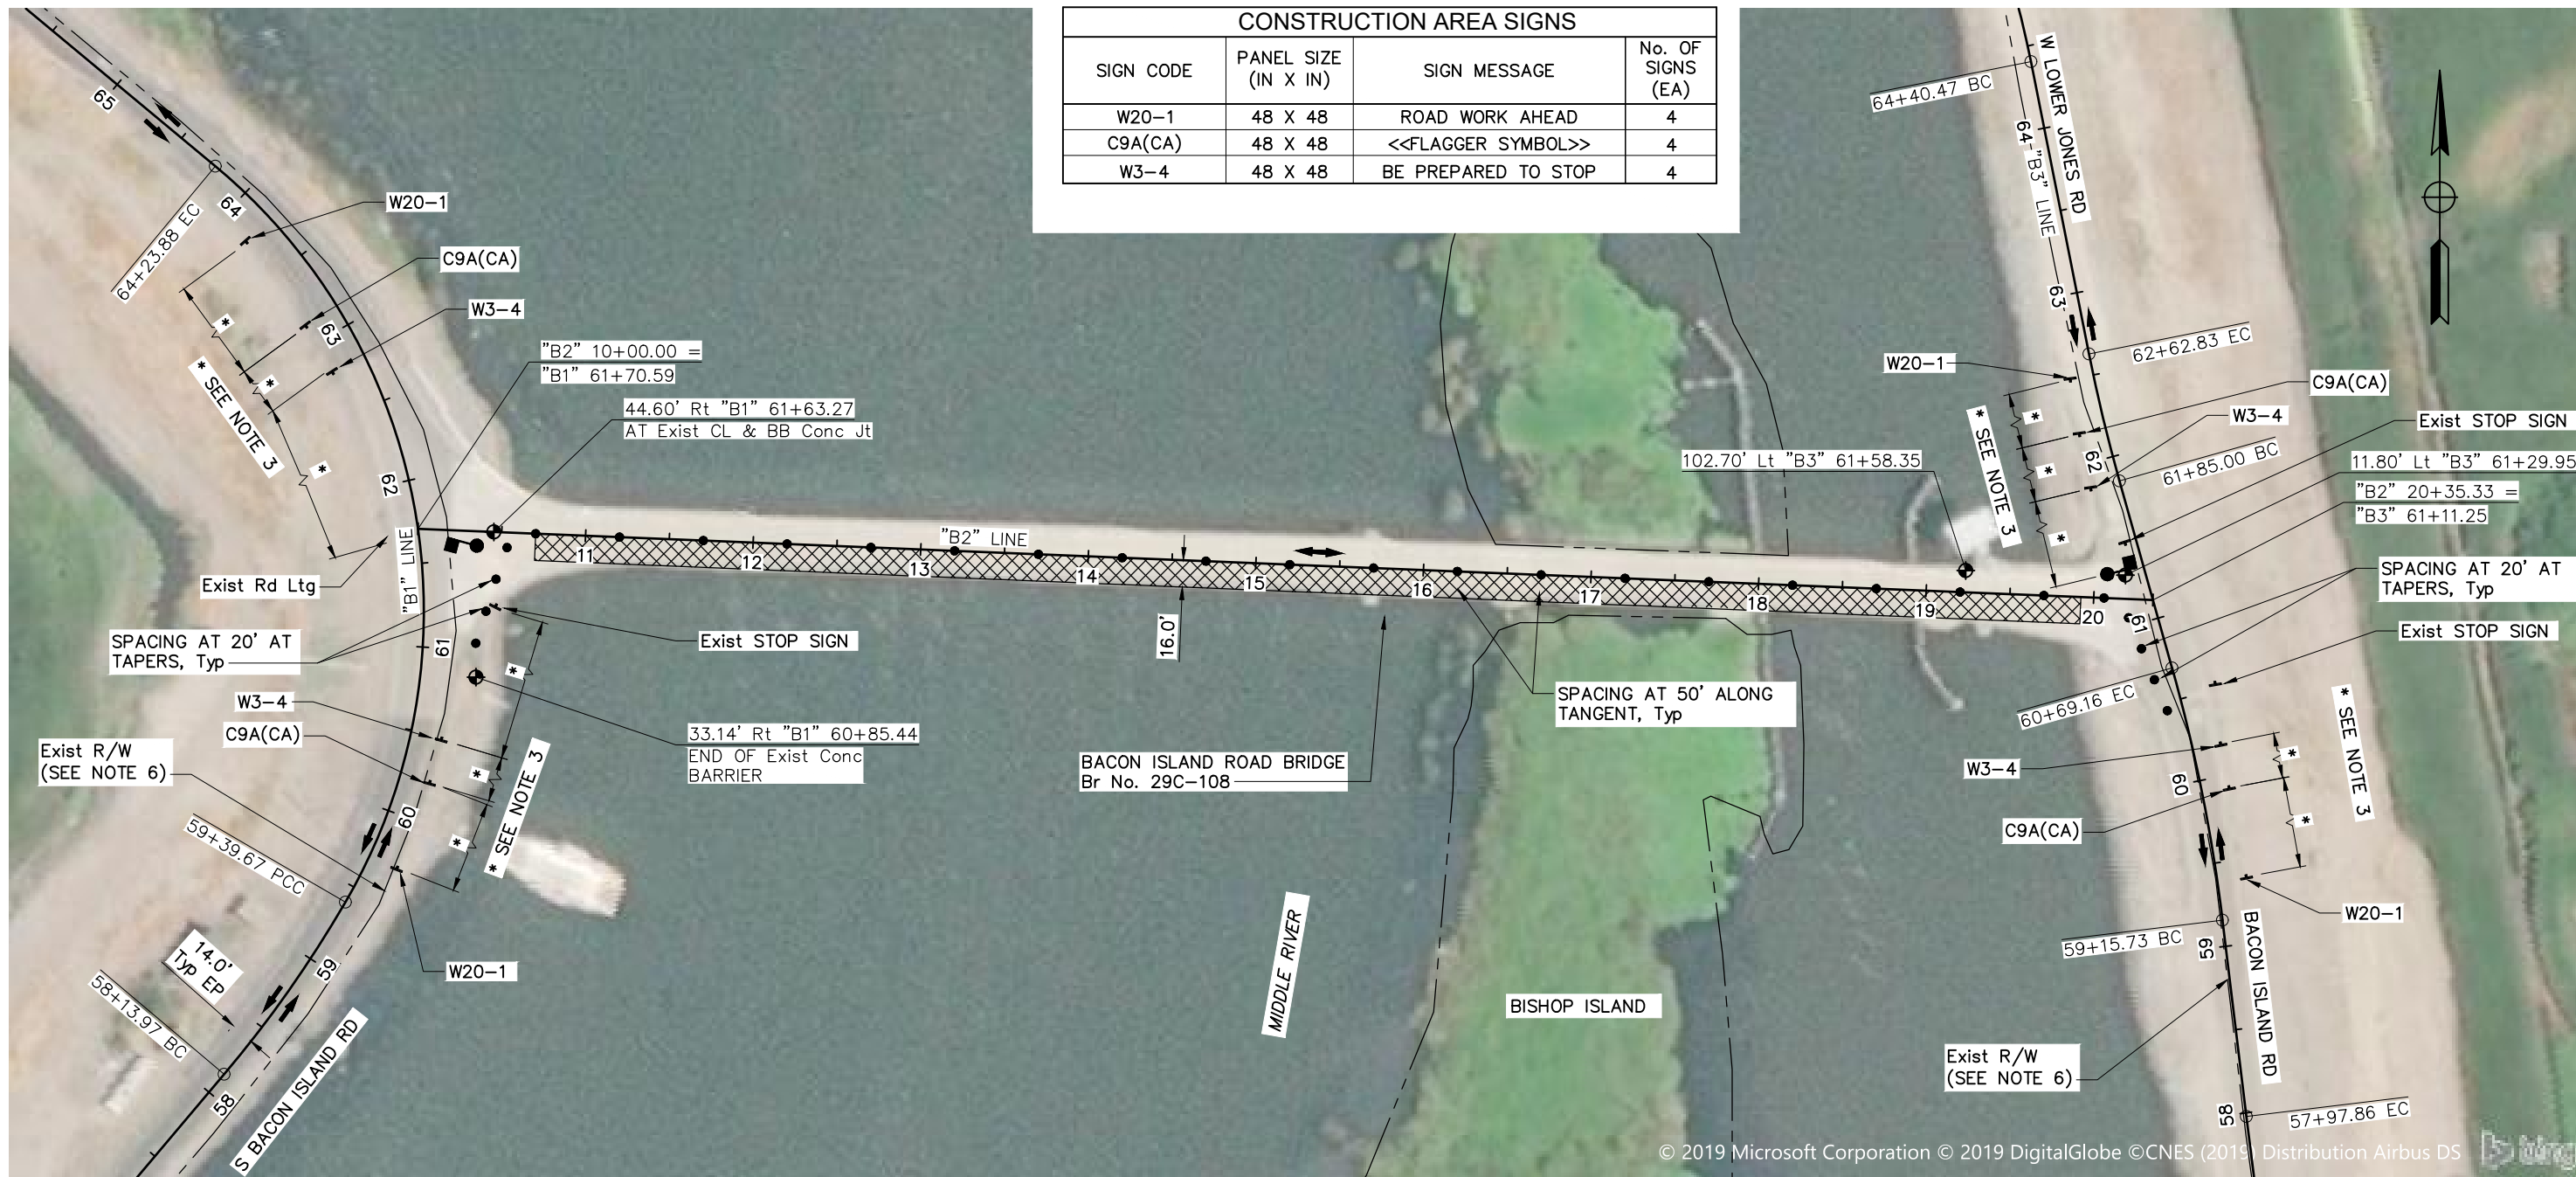 CONSTRUCTION AREA SIGNS
SIGN CODE
PANEL SIZE
(IN X IN)
SIGN MESSAGE
No. OF
SIGNS
(EA)
W20-1 48 X 48 ROAD WORK AHEAD 4
C9A(CA) 48 X 48 <<FLAGGER SYMBOL>> 4
W3-4 48 X 48 BE PREPARED TO STOP 4
65
64
64+23.88 EC
W20-1
C9A(CA)
W3-4
63
*
*
*
* SEE NOTE 3
"B2" 10+00.00 =
"B1" 61+70.59
44.60' Rt "B1" 61+63.27
AT Exist CL & BB Conc Jt
62
"B1" LINE
Exist Rd Ltg
SPACING AT 20' AT
TAPERS, Typ
61
Exist STOP SIGN
W3-4
C9A(CA)
Exist R/W
(SEE NOTE 6)
60
59+39.67 PCC
*
*
*
* SEE NOTE 3
33.14' Rt "B1" 60+85.44
END OF Exist Conc
BARRIER
14.0'
Typ EP
59
W20-1
58+13.97 BC
58
S BACON ISLAND RD
"B2" LINE
11
12
13
14
15
16
17
18
19
20
16.0'
BACON ISLAND ROAD BRIDGE
Br No. 29C-108
SPACING AT 50' ALONG
TANGENT, Typ
MIDDLE RIVER
BISHOP ISLAND
64+40.47 BC
W LOWER JONES RD
64
"B3" LINE
63
62+62.83 EC
W20-1
C9A(CA)
W3-4
*
*
*
* SEE NOTE 3
62
61+85.00 BC
Exist STOP SIGN
102.70' Lt "B3" 61+58.35
11.80' Lt "B3" 61+29.95
"B2" 20+35.33 =
"B3" 61+11.25
SPACING AT 20' AT
TAPERS, Typ
61
Exist STOP SIGN
60+69.16 EC
W3-4
60
C9A(CA)
*
*
* SEE NOTE 3
W20-1
59+15.73 BC
59
BACON ISLAND RD
Exist R/W
(SEE NOTE 6)
58
57+97.86 EC
© 2019 Microsoft Corporation © 2019 DigitalGlobe ©CNES (2019) Distribution Airbus DS
bing